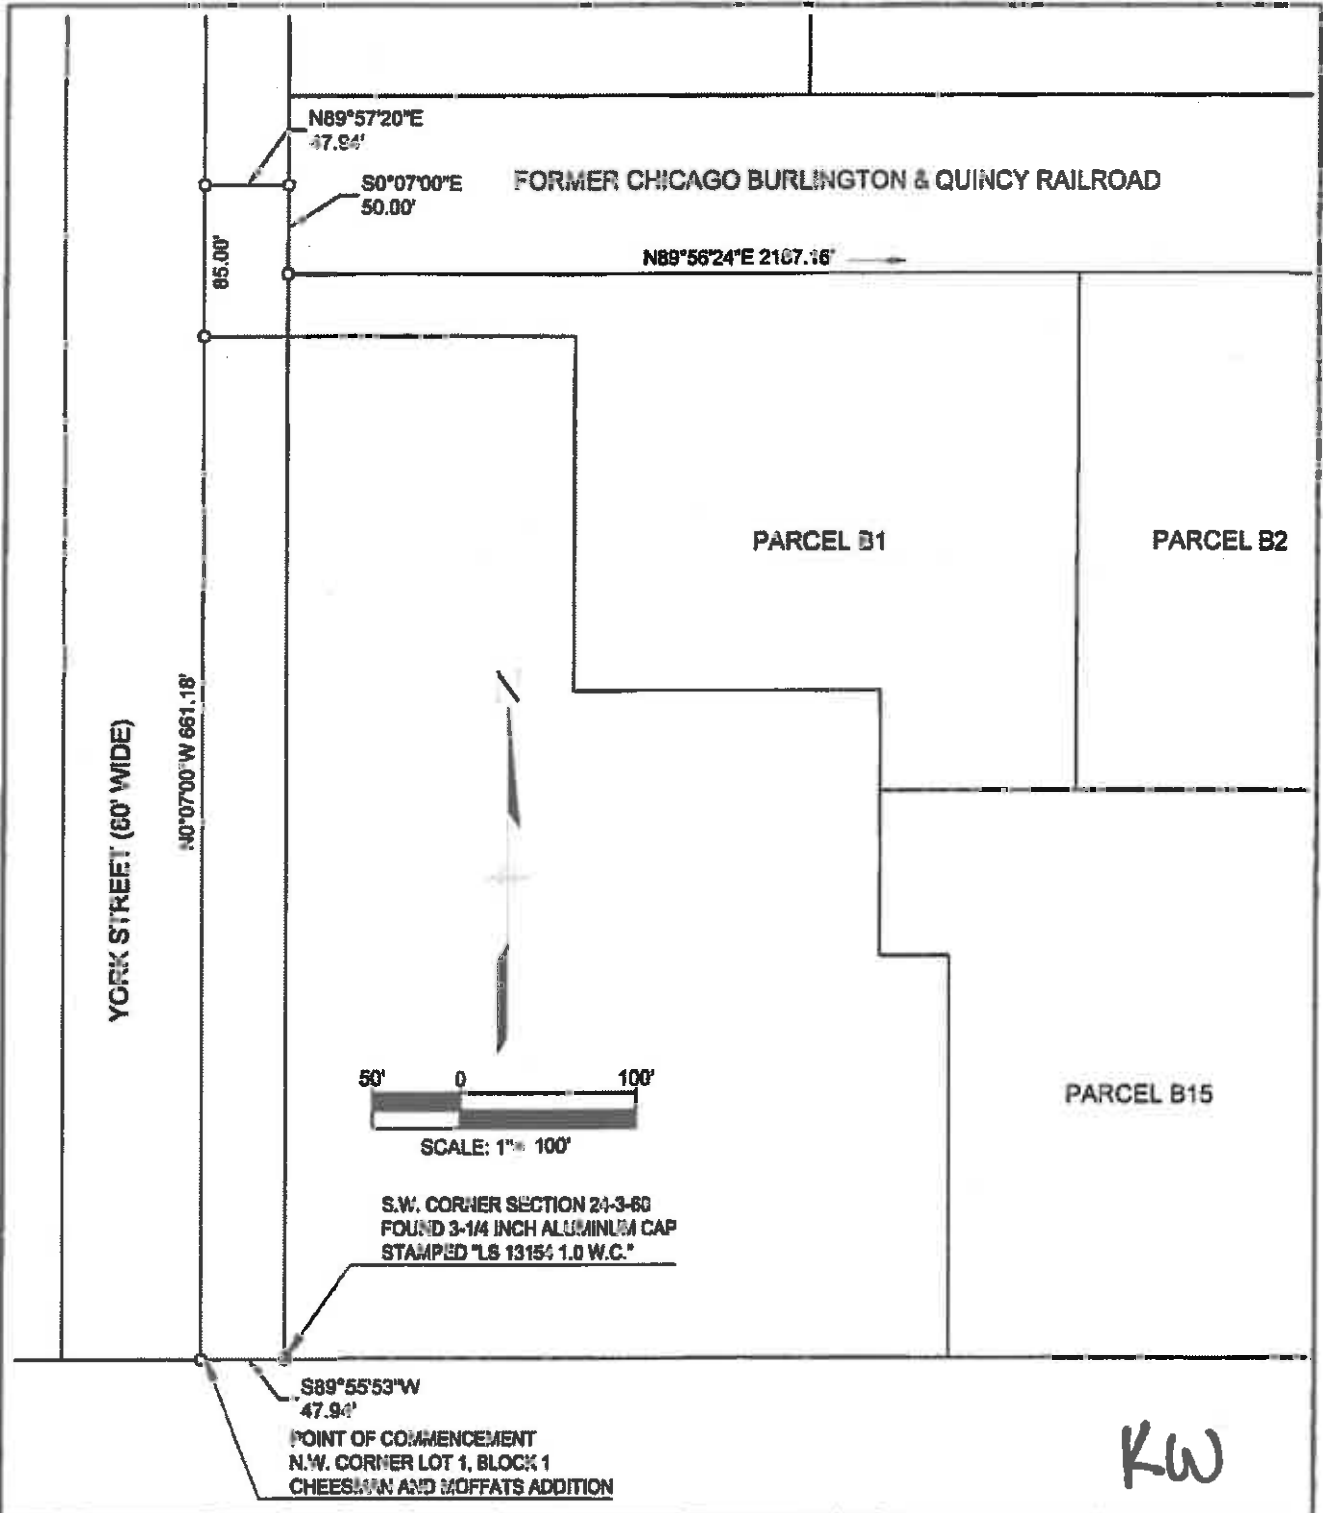 N89°57'20"E
47.94'
S0°07'00"E
50.00'
FORMER CHICAGO BURLINGTON & QUINCY RAILROAD
85.00'
N89°56'24"E 2167.16'
PARCEL B1
PARCEL B2
N0°07'00"W 661.18'
YORK STREET (60' WIDE)
N
50' 0 100'
SCALE: 1"= 100'
PARCEL B15
S.W. CORNER SECTION 24-3-68
FOUND 3-1/4 INCH ALUMINUM CAP
STAMPED "LS 13154 1.0 W.C."
S89°55'53"W
47.94'
POINT OF COMMENCEMENT
N.W. CORNER LOT 1, BLOCK 1
CHEESMAN AND MOFFATS ADDITION
KW